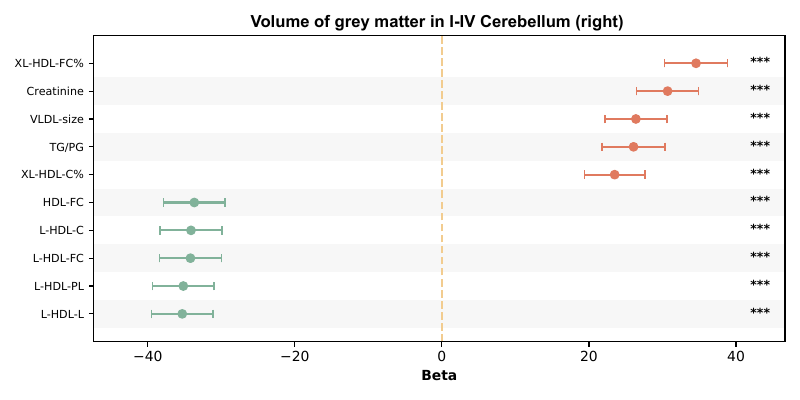 Volume of grey matter in I-IV Cerebellum (right)
XL-HDL-FC% ***
Creatinine ***
VLDL-size ***
TG/PG ***
XL-HDL-C% ***
HDL-FC ***
L-HDL-C ***
L-HDL-FC ***
L-HDL-PL ***
L-HDL-L ***
−40 −20 0 20 40
Beta